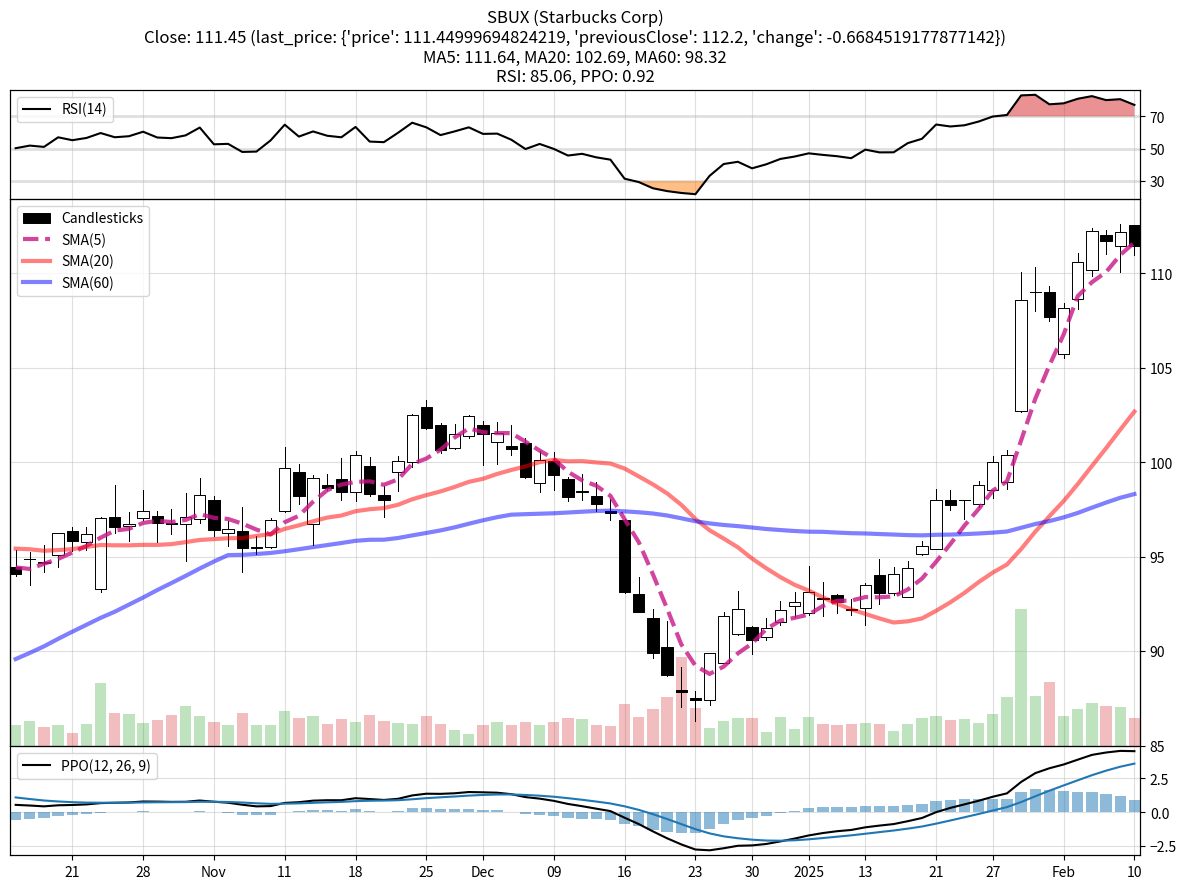 SBUX (Starbucks Corp)
Close: 111.45 (last_price: {'price': 111.44999694824219, 'previousClose': 112.2, 'change': -0.6684519177877142})
MA5: 111.64, MA20: 102.69, MA60: 98.32
RSI: 85.06, PPO: 0.92
RSI(14)
70
50
30
Candlesticks
SMA(5)
SMA(20)
SMA(60)
110
105
100
95
90
85
PPO(12, 26, 9)
2.5
0.0
−2.5
21 28 Nov 11 18 25 Dec 09 16 23 30 2025 13 21 27 Feb 10